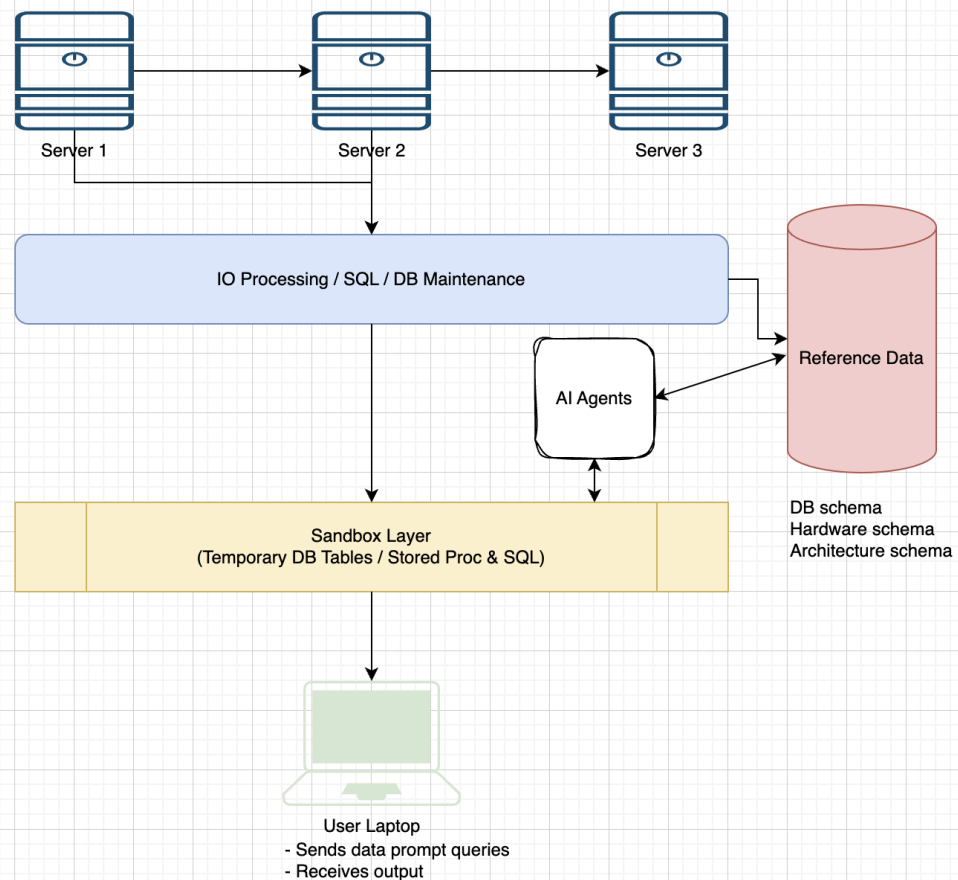 Server 1
Server 2
Server 3
IO Processing / SQL / DB Maintenance
Reference Data
AI Agents
DB schema
Hardware schema
Architecture schema
Sandbox Layer
(Temporary DB Tables / Stored Proc & SQL)
User Laptop
- Sends data prompt queries
- Receives output